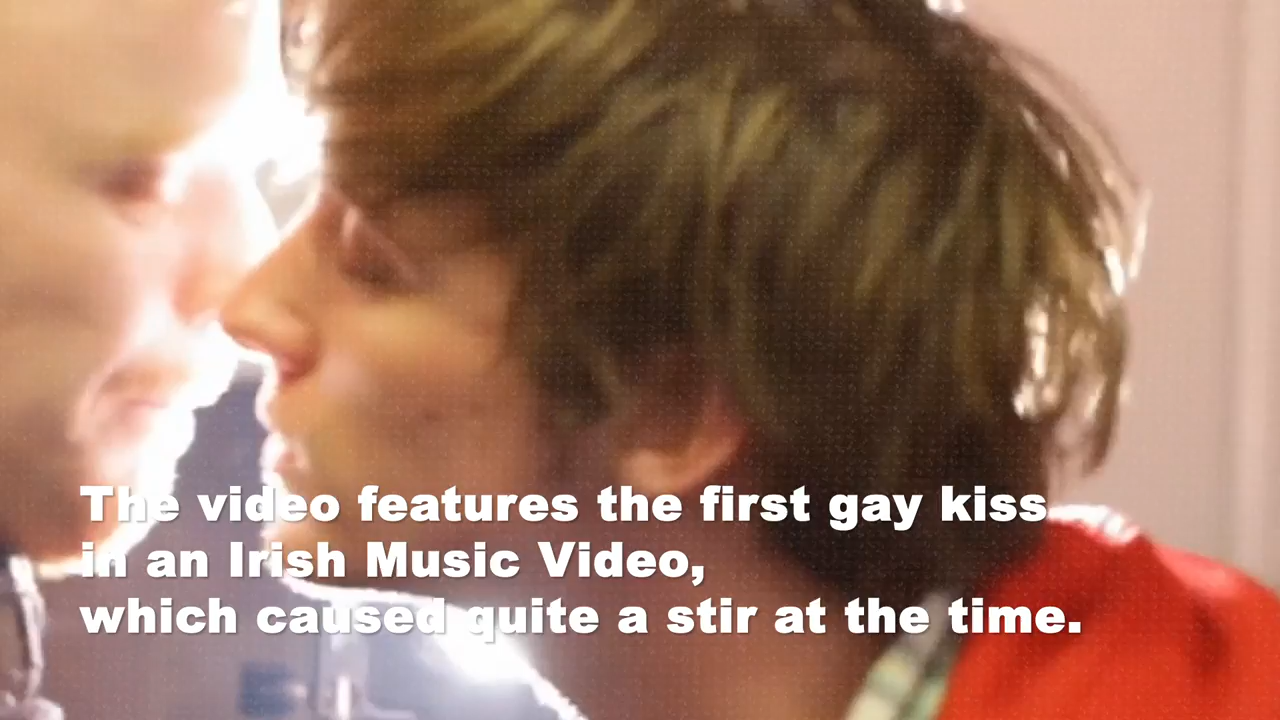 The video features the first gay kiss
in an Irish Music Video,
which caused quite a stir at the time.